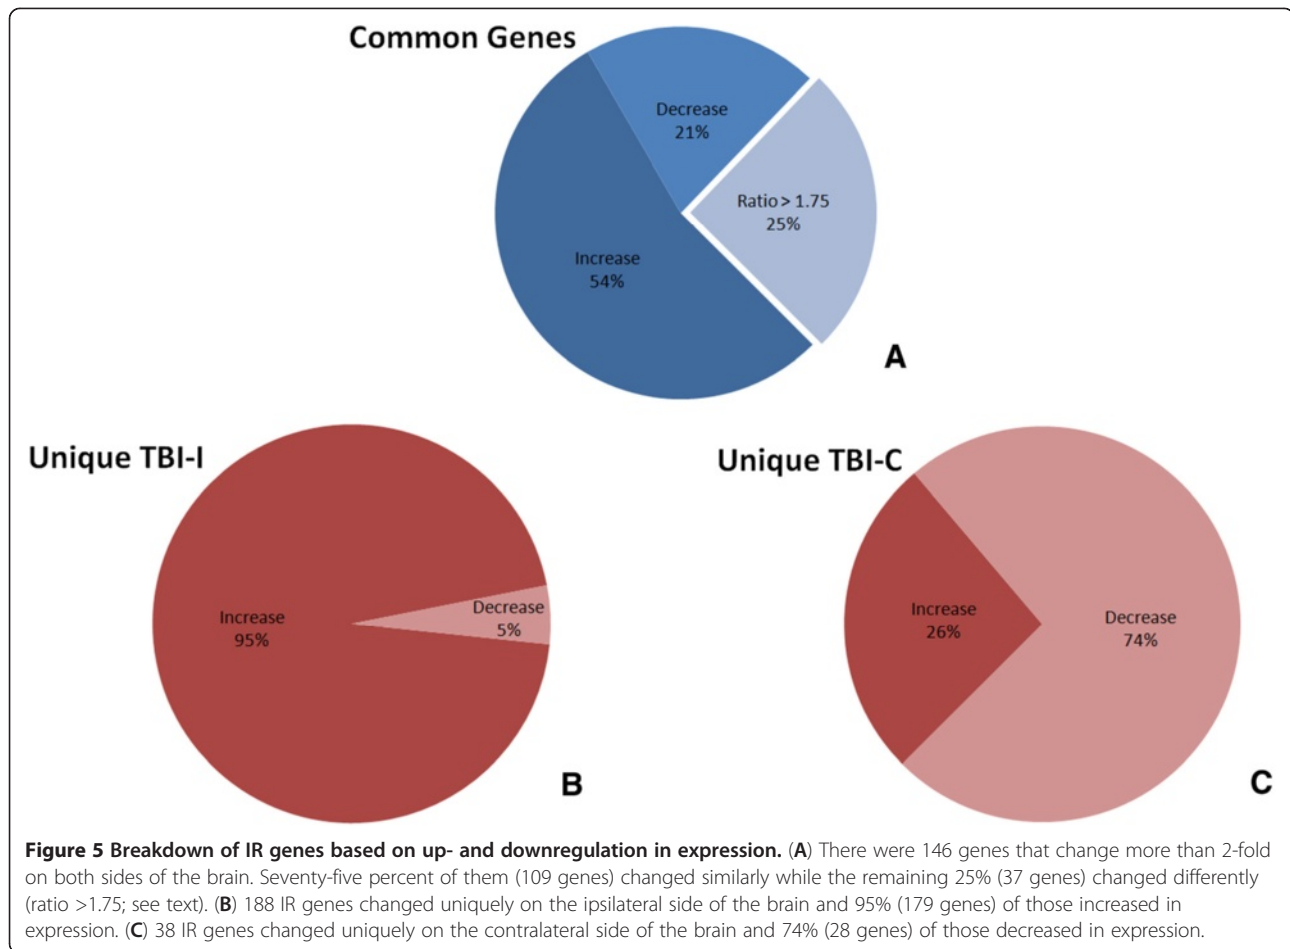 Common Genes
Decrease
21%
Ratio > 1.75
25%
Increase
54%
A
Unique TBI-I
Increase
95%
Decrease
5%
B
Unique TBI-C
Increase
26%
Decrease
74%
C
Figure 5 Breakdown of IR genes based on up- and downregulation in expression. (A) There were 146 genes that change more than 2-fold
on both sides of the brain. Seventy-five percent of them (109 genes) changed similarly while the remaining 25% (37 genes) changed differently
(ratio >1.75; see text). (B) 188 IR genes changed uniquely on the ipsilateral side of the brain and 95% (179 genes) of those increased in
expression. (C) 38 IR genes changed uniquely on the contralateral side of the brain and 74% (28 genes) of those decreased in expression.